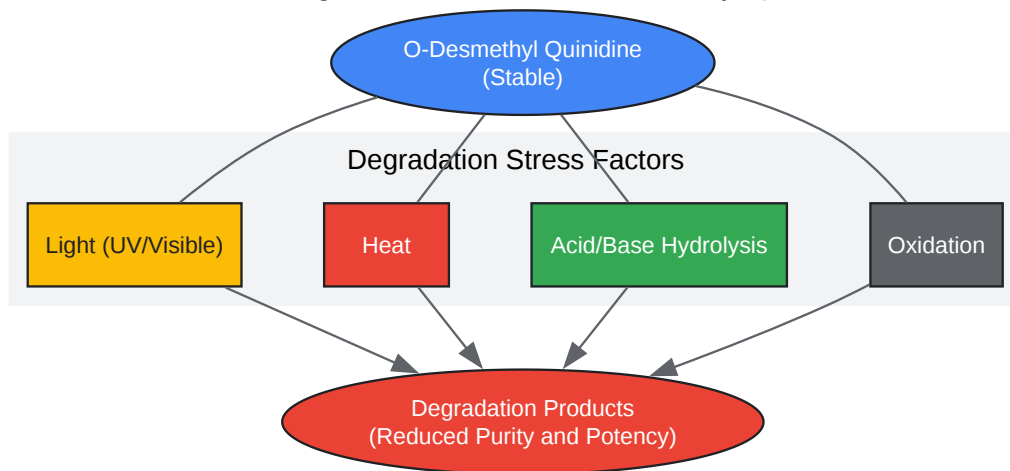 O-Desmethyl Quinidine
(Stable)
Degradation Stress Factors
Light (UV/Visible)
Heat
Acid/Base Hydrolysis
Oxidation
Degradation Products
(Reduced Purity and Potency)